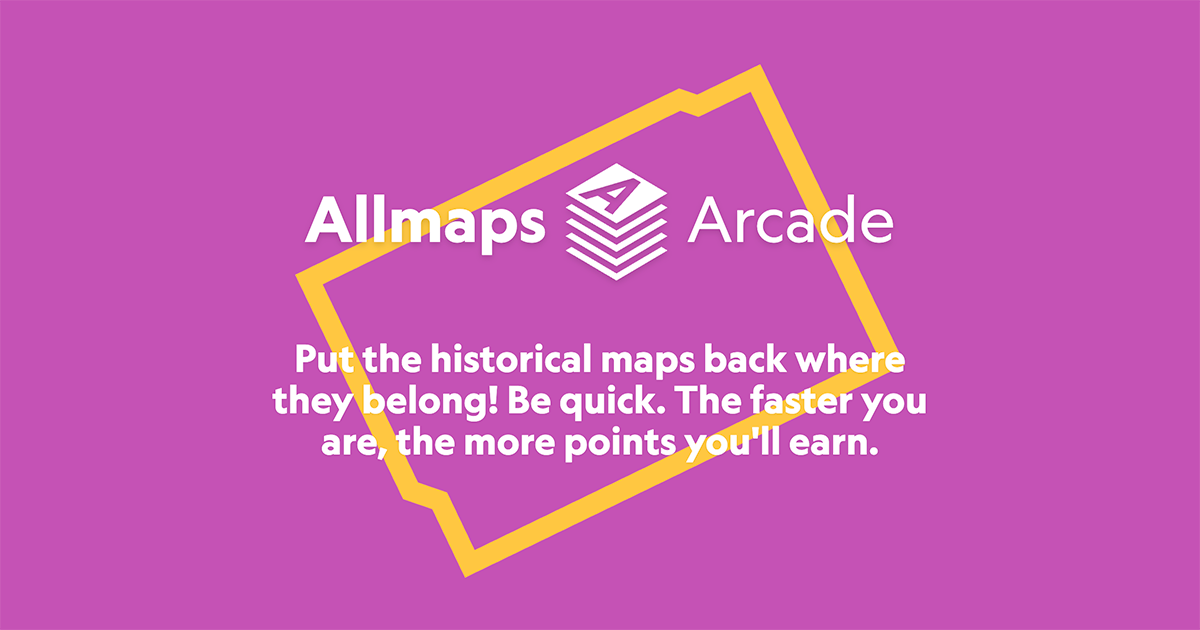 Allmaps A Arcade
Put the historical maps back where
they belong! Be quick. The faster you
are, the more points you'll earn.